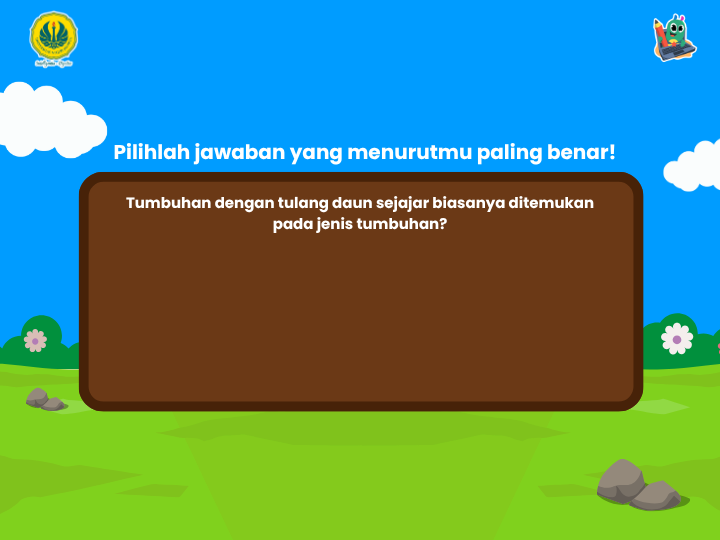 Pilihlah jawaban yang menurutmu paling benar!
Tumbuhan dengan tulang daun sejajar biasanya ditemukan
pada jenis tumbuhan?